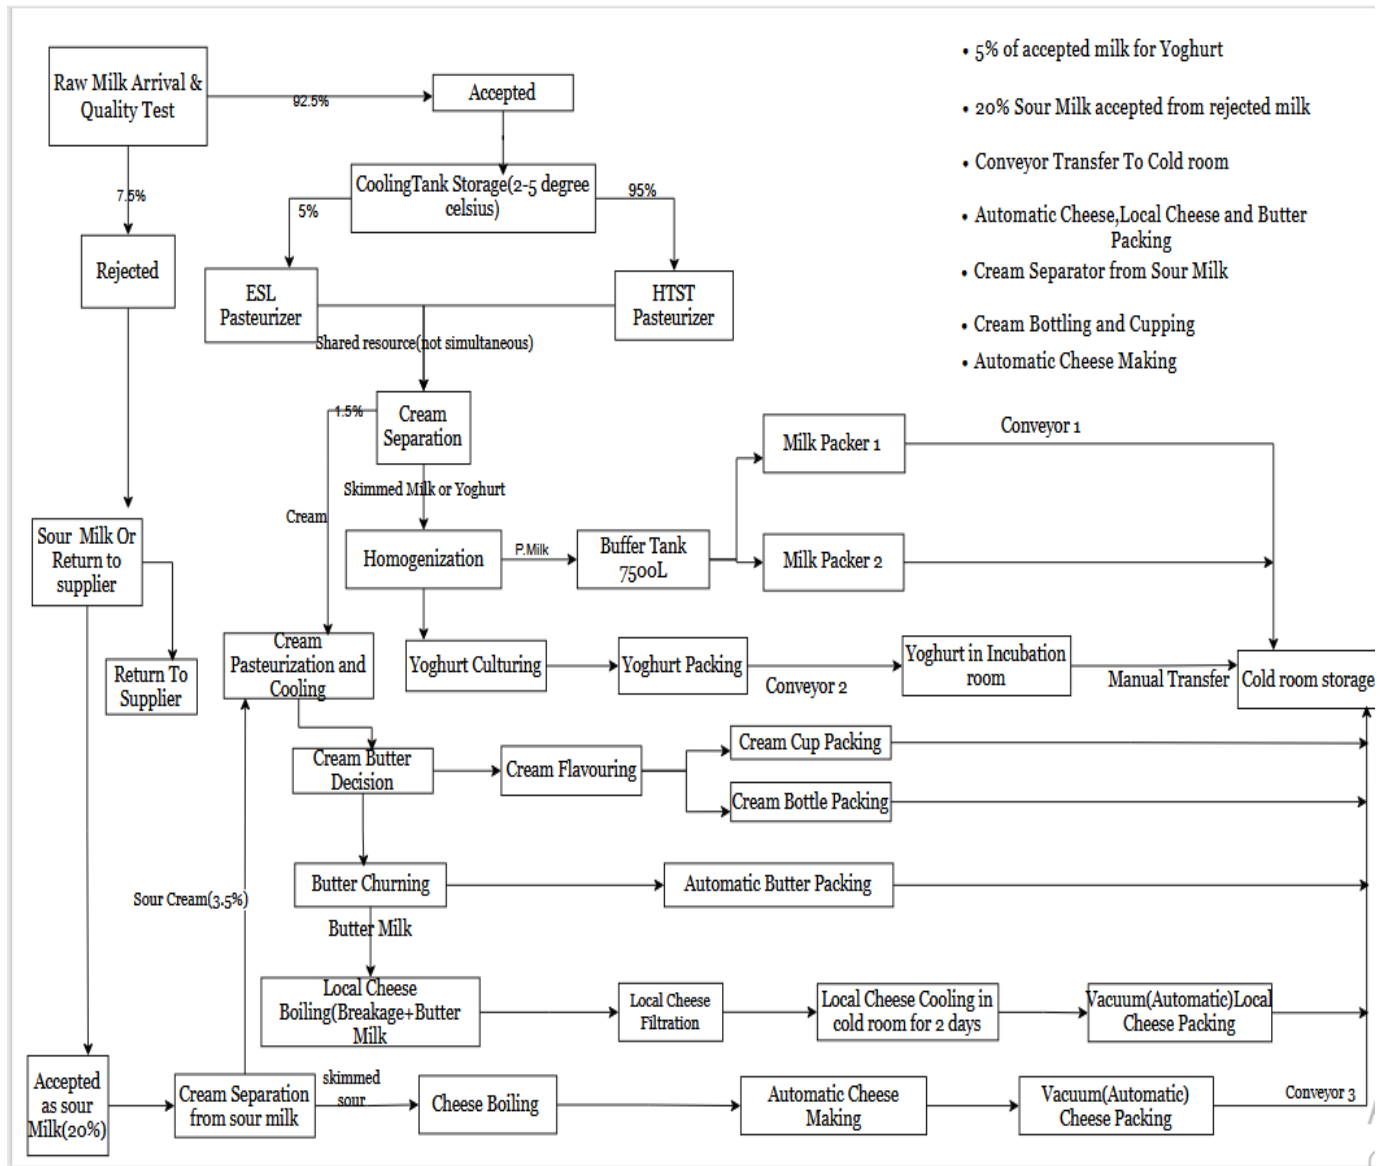 Raw Milk Arrival &
Quality Test
92.5%
Accepted
• 5% of accepted milk for Yoghurt
• 20% Sour Milk accepted from rejected milk
• Conveyor Transfer To Cold room
• Automatic Cheese,Local Cheese and Butter
Packing
• Cream Separator from Sour Milk
• Cream Bottling and Cupping
• Automatic Cheese Making
7.5%
Rejected
CoolingTank Storage(2-5 degree
celsius)
5%
95%
ESL
Pasteurizer
HTST
Pasteurizer
Shared resource(not simultaneous)
1.5%
Cream
Separation
Skimmed Milk or Yoghurt
Cream
Homogenization
P.Milk
Buffer Tank
7500L
Milk Packer 1
Conveyor 1
Milk Packer 2
Sour Milk Or
Return to
supplier
Return To
Supplier
Cream
Pasteurization and
Cooling
Yoghurt Culturing
Yoghurt Packing
Conveyor 2
Yoghurt in Incubation
room
Manual Transfer
Cold room storage
Cream Butter
Decision
Cream Flavouring
Cream Cup Packing
Cream Bottle Packing
Butter Churning
Automatic Butter Packing
Sour Cream(3.5%)
Butter Milk
Local Cheese
Boiling(Breakage+Butter
Milk
Local Cheese
Filtration
Local Cheese Cooling in
cold room for 2 days
Vacuum(Automatic)Local
Cheese Packing
Accepted
as sour
Milk(20%)
Cream Separation
from sour milk
skimmed
sour
Cheese Boiling
Automatic Cheese
Making
Vacuum(Automatic)
Cheese Packing
Conveyor 3